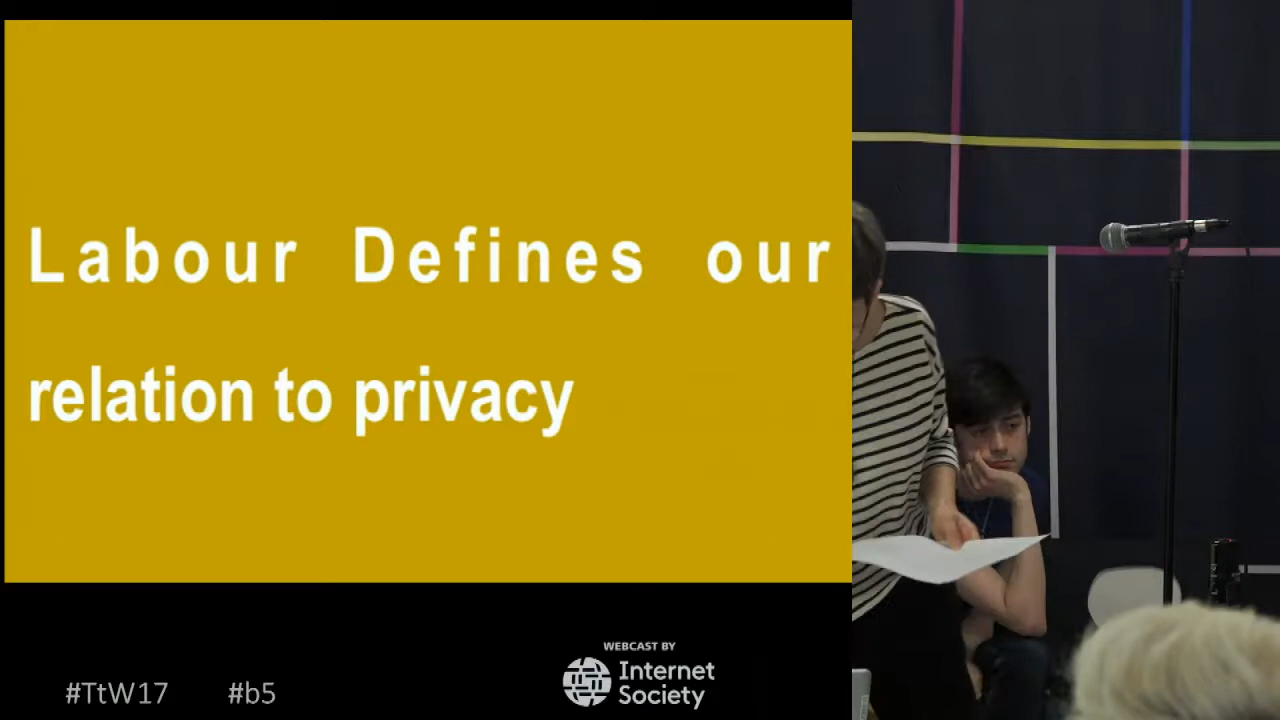 Labour Defines our
relation to privacy
WEBCAST BY
Internet
Society
#TtW17 #b5